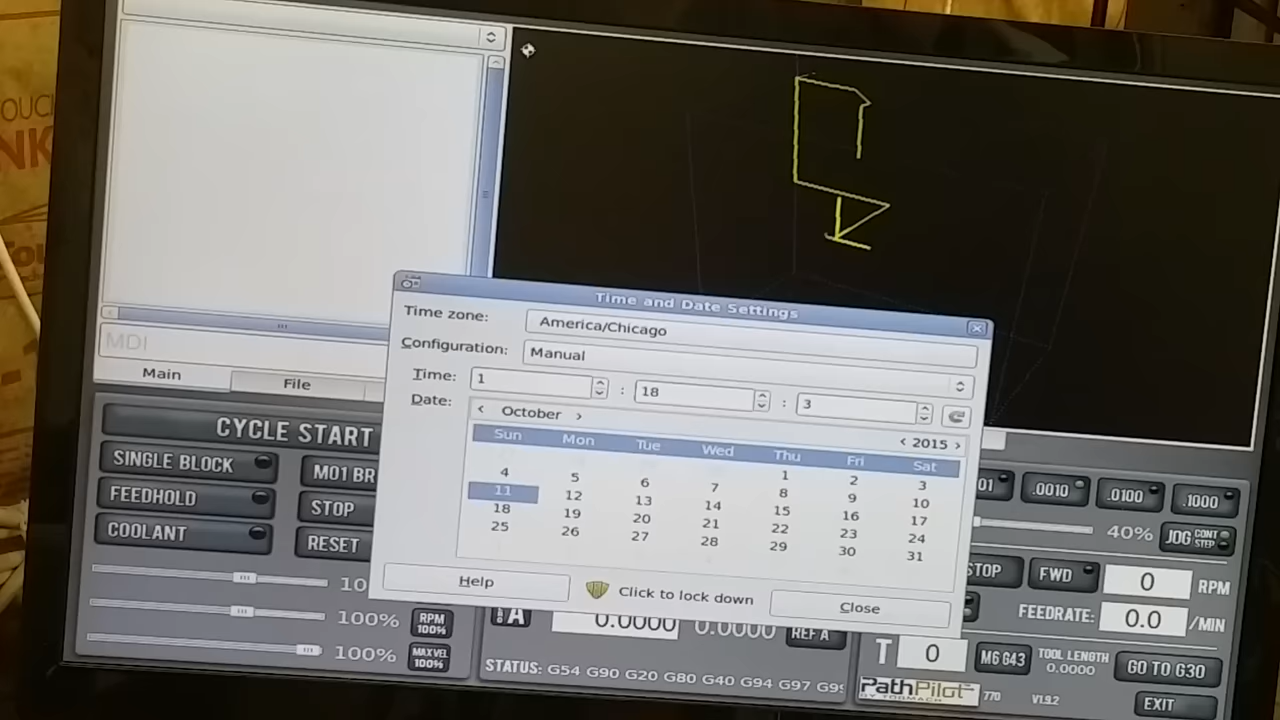 OUCH
NK
MDI
Main
File
CYCLE START
SINGLE BLOCK
M01 BR
FEEDHOLD
STOP
COOLANT
RESET
10
100%
RPM
100%
100%
MAXVEL
100%
Time and Date Settings
Time zone:
America/Chicago
Configuration:
Manual
Time:
1 : 18 : 3
Date:
< October >
< 2015 >
Sun Mon Tue Wed Thu Fri Sat
1 2 3
4 5 6 7 8 9 10
11 12 13 14 15 16 17
18 19 20 21 22 23 24
25 26 27 28 29 30 31
Help
Click to lock down
Close
A
0.0000
0.0000
REF A
STATUS: G54 G90 G20 G80 G40 G94 G97 G9
01
.0010
.0100
.1000
40%
JOG CONT
STEP
STOP
FWD
0
RPM
FEEDRATE:
0.0
/MIN
T
0
M6 G43
TOOL LENGTH
0.0000
GO TO G30
PathPilot
BY TORMACH
770
V1.9.2
EXIT